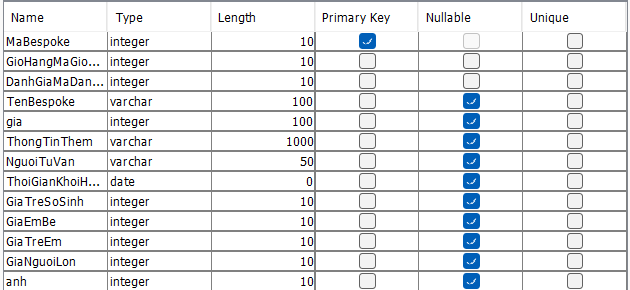 Name Type Length Primary Key Nullable Unique
MaBespoke integer 10
GioHangMaGio... integer 10
DanhGiaMaDan... integer 10
TenBespoke varchar 100
gia integer 100
ThongTinThem varchar 1000
NguoiTuVan varchar 50
ThoiGianKhoiH... date 0
GiaTreSoSinh integer 10
GiaEmBe integer 10
GiaTreEm integer 10
GiaNguoiLon integer 10
anh integer 10